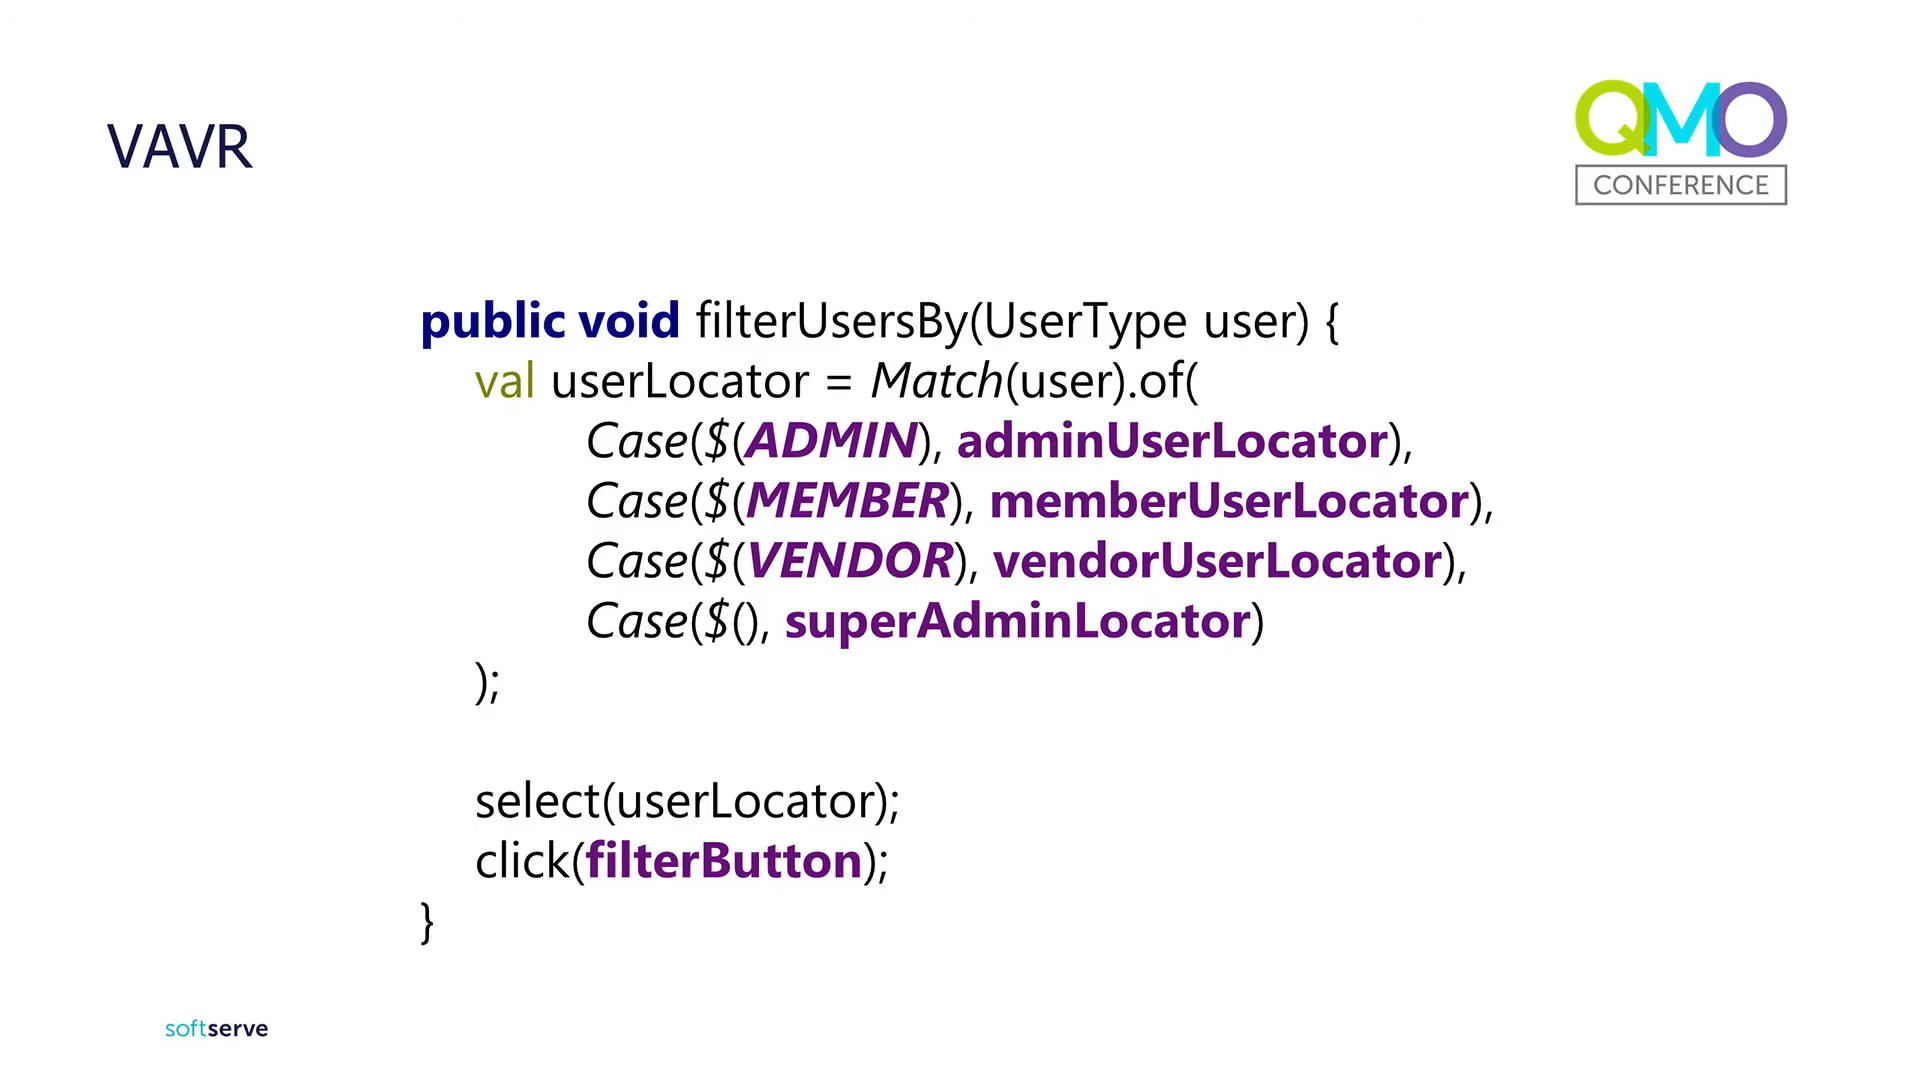 VAVR
QMO
CONFERENCE
public void filterUsersBy(UserType user) {
val userLocator = Match(user).of(
Case($(ADMIN), adminUserLocator),
Case($(MEMBER), memberUserLocator),
Case($(VENDOR), vendorUserLocator),
Case($(), superAdminLocator)
);
select(userLocator);
click(filterButton);
}
softserve